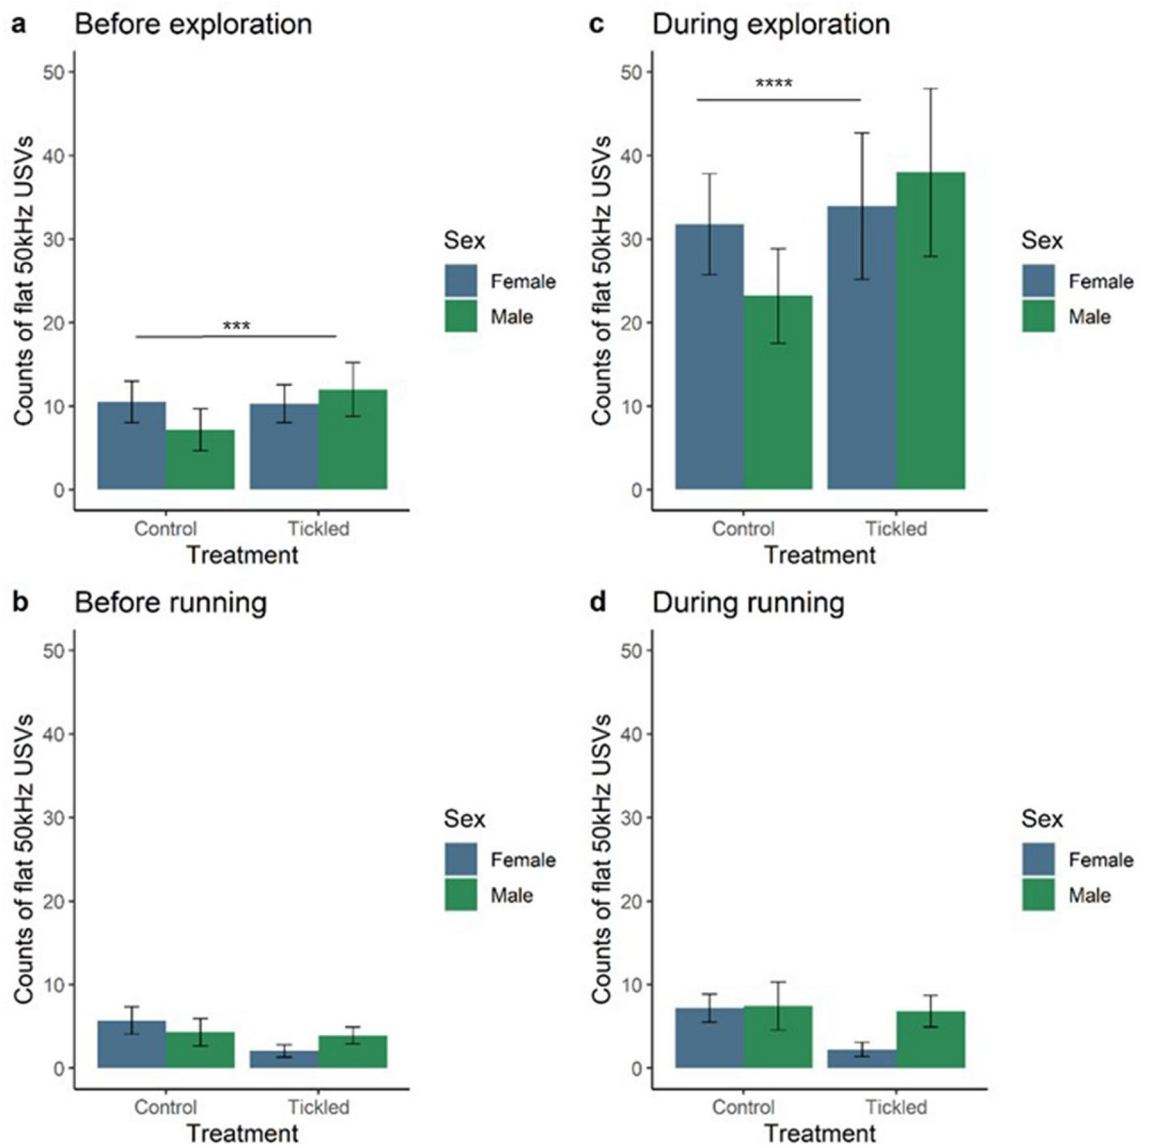 a Before exploration
50
40
30
20
10
0
Counts of flat 50kHz USVs
***
Control Tickled
Treatment
Sex
Female
Male
c During exploration
50
40
30
20
10
0
Counts of flat 50kHz USVs
****
Control Tickled
Treatment
Sex
Female
Male
b Before running
50
40
30
20
10
0
Counts of flat 50kHz USVs
Control Tickled
Treatment
Sex
Female
Male
d During running
50
40
30
20
10
0
Counts of flat 50kHz USVs
Control Tickled
Treatment
Sex
Female
Male